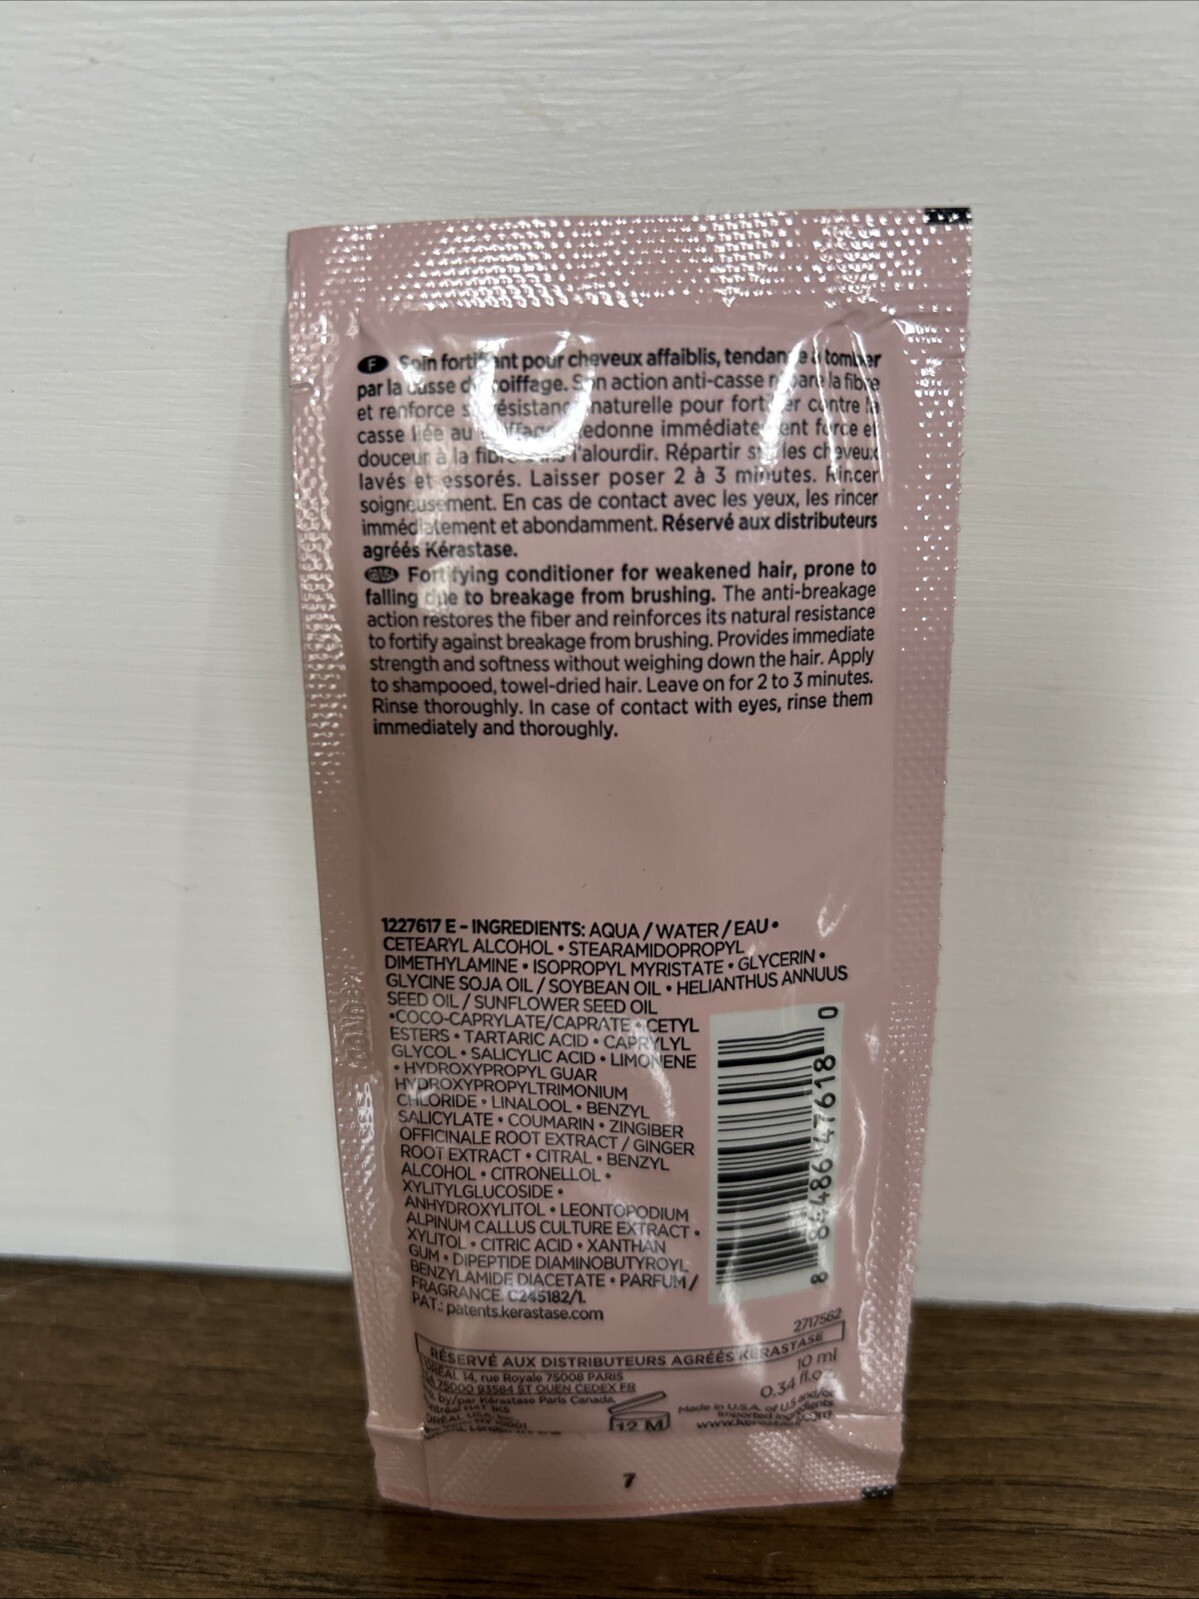 F Soin fortifiant pour cheveux affaiblis, tendance à tomber
par la casse du coiffage. Son action anti-casse répare la fibre
et renforce sa résistance naturelle pour fortifier contre la
casse liée au coiffage. Redonne immédiatement force et
douceur à la fibre sans l'alourdir. Répartir sur les cheveux
lavés et essorés. Laisser poser 2 à 3 minutes. Rincer
soigneusement. En cas de contact avec les yeux, les rincer
immédiatement et abondamment. Réservé aux distributeurs
agréés Kérastase.
Fortifying conditioner for weakened hair, prone to
falling due to breakage from brushing. The anti-breakage
action restores the fiber and reinforces its natural resistance
to fortify against breakage from brushing. Provides immediate
strength and softness without weighing down the hair. Apply
to shampooed, towel-dried hair. Leave on for 2 to 3 minutes.
Rinse thoroughly. In case of contact with eyes, rinse them
immediately and thoroughly.
1227617 E - INGREDIENTS: AQUA / WATER / EAU •
CETEARYL ALCOHOL • STEARAMIDOPROPYL
DIMETHYLAMINE • ISOPROPYL MYRISTATE • GLYCERIN •
GLYCINE SOJA OIL / SOYBEAN OIL • HELIANTHUS ANNUUS
SEED OIL / SUNFLOWER SEED OIL
•COCO-CAPRYLATE/CAPRATE • CETYL
ESTERS • TARTARIC ACID • CAPRYLYL
GLYCOL • SALICYLIC ACID • LIMONENE
• HYDROXYPROPYL GUAR
HYDROXYPROPYLTRIMONIUM
CHLORIDE • LINALOOL • BENZYL
SALICYLATE • COUMARIN • ZINGIBER
OFFICINALE ROOT EXTRACT / GINGER
ROOT EXTRACT • CITRAL • BENZYL
ALCOHOL • CITRONELLOL •
XYLITYLGLUCOSIDE •
ANHYDROXYLITOL • LEONTOPODIUM
ALPINUM CALLUS CULTURE EXTRACT •
XYLITOL • CITRIC ACID • XANTHAN
GUM • DIPEPTIDE DIAMINOBUTYROYL
BENZYLAMIDE DIACETATE • PARFUM /
FRAGRANCE. C245182/1.
PAT.: patents.kerastase.com
8 84486 47618 0
2717562
RÉSERVÉ AUX DISTRIBUTEURS AGRÉÉS KÉRASTASE
14, rue Royale 75008 PARIS
75000 93584 ST OUEN CEDEX FR
by/par Kérastase Paris Canada,
12 M
10 ml
0.34 fl.o
Made in U.S.A. of U.S and/or
imported ingredients
7